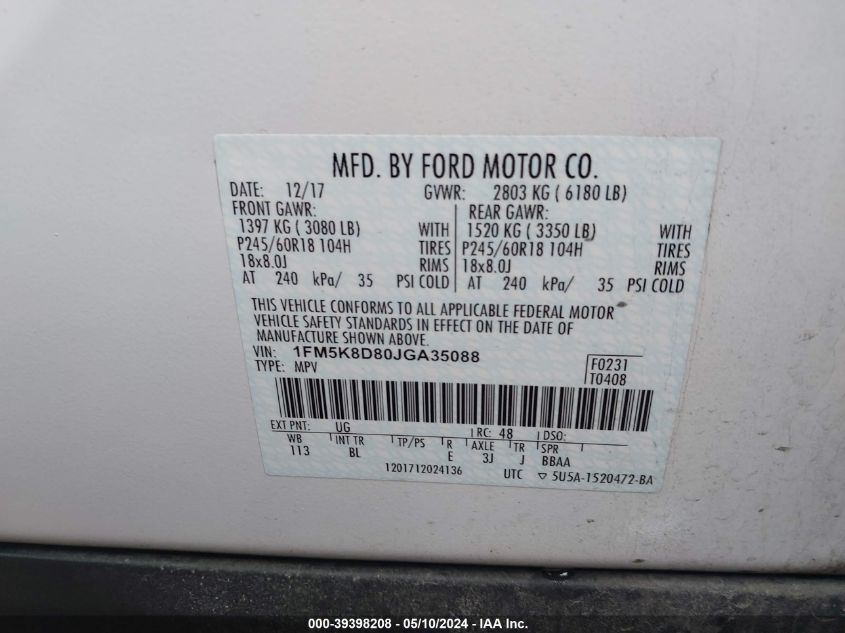 MFD. BY FORD MOTOR CO.
DATE: 12/17 GVWR: 2803 KG ( 6180 LB)
FRONT GAWR: REAR GAWR:
1397 KG ( 3080 LB) WITH 1520 KG ( 3350 LB) WITH
P245/60R18 104H TIRES P245/60R18 104H TIRES
18x8.0J RIMS 18x8.0J RIMS
AT 240 kPa/ 35 PSI COLD AT 240 kPa/ 35 PSI COLD
THIS VEHICLE CONFORMS TO ALL APPLICABLE FEDERAL MOTOR
VEHICLE SAFETY STANDARDS IN EFFECT ON THE DATE OF
MANUFACTURE SHOWN ABOVE.
VIN: 1FM5K8D80JGA35088 F0231
TYPE: MPV T0408
EXT PNT: UG RC: 48 DSO:
WB INT TR TP/PS R AXLE TR SPR
113 BL E 3J J BBAA
1201712024136 UTC ▽ 5U5A-1520472-BA
000-39398208 - 05/10/2024 - IAA Inc.